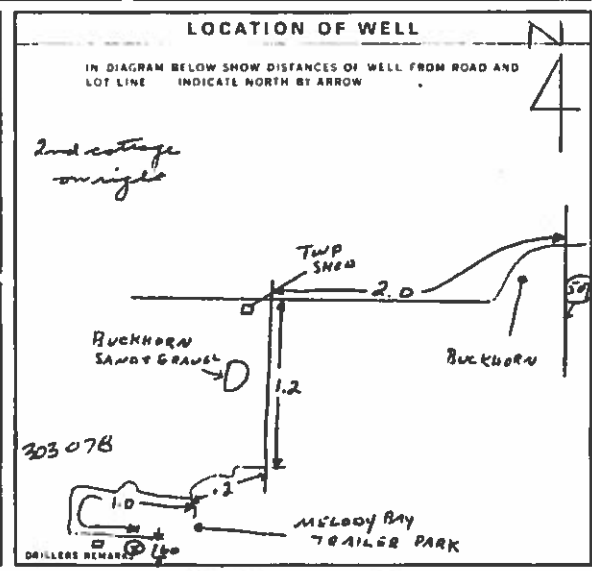 LOCATION OF WELL
N
IN DIAGRAM BELOW SHOW DISTANCES OF WELL FROM ROAD AND
LOT LINE INDICATE NORTH BY ARROW
2nd cottage
on right
TWP
SHED
2.0
BUCKHORN
SAND & GRAVEL
BUCKHORN
1.2
303 078
.2
1.0
MELODY BAY
TRAILER PARK
DRILLERS REMARKS